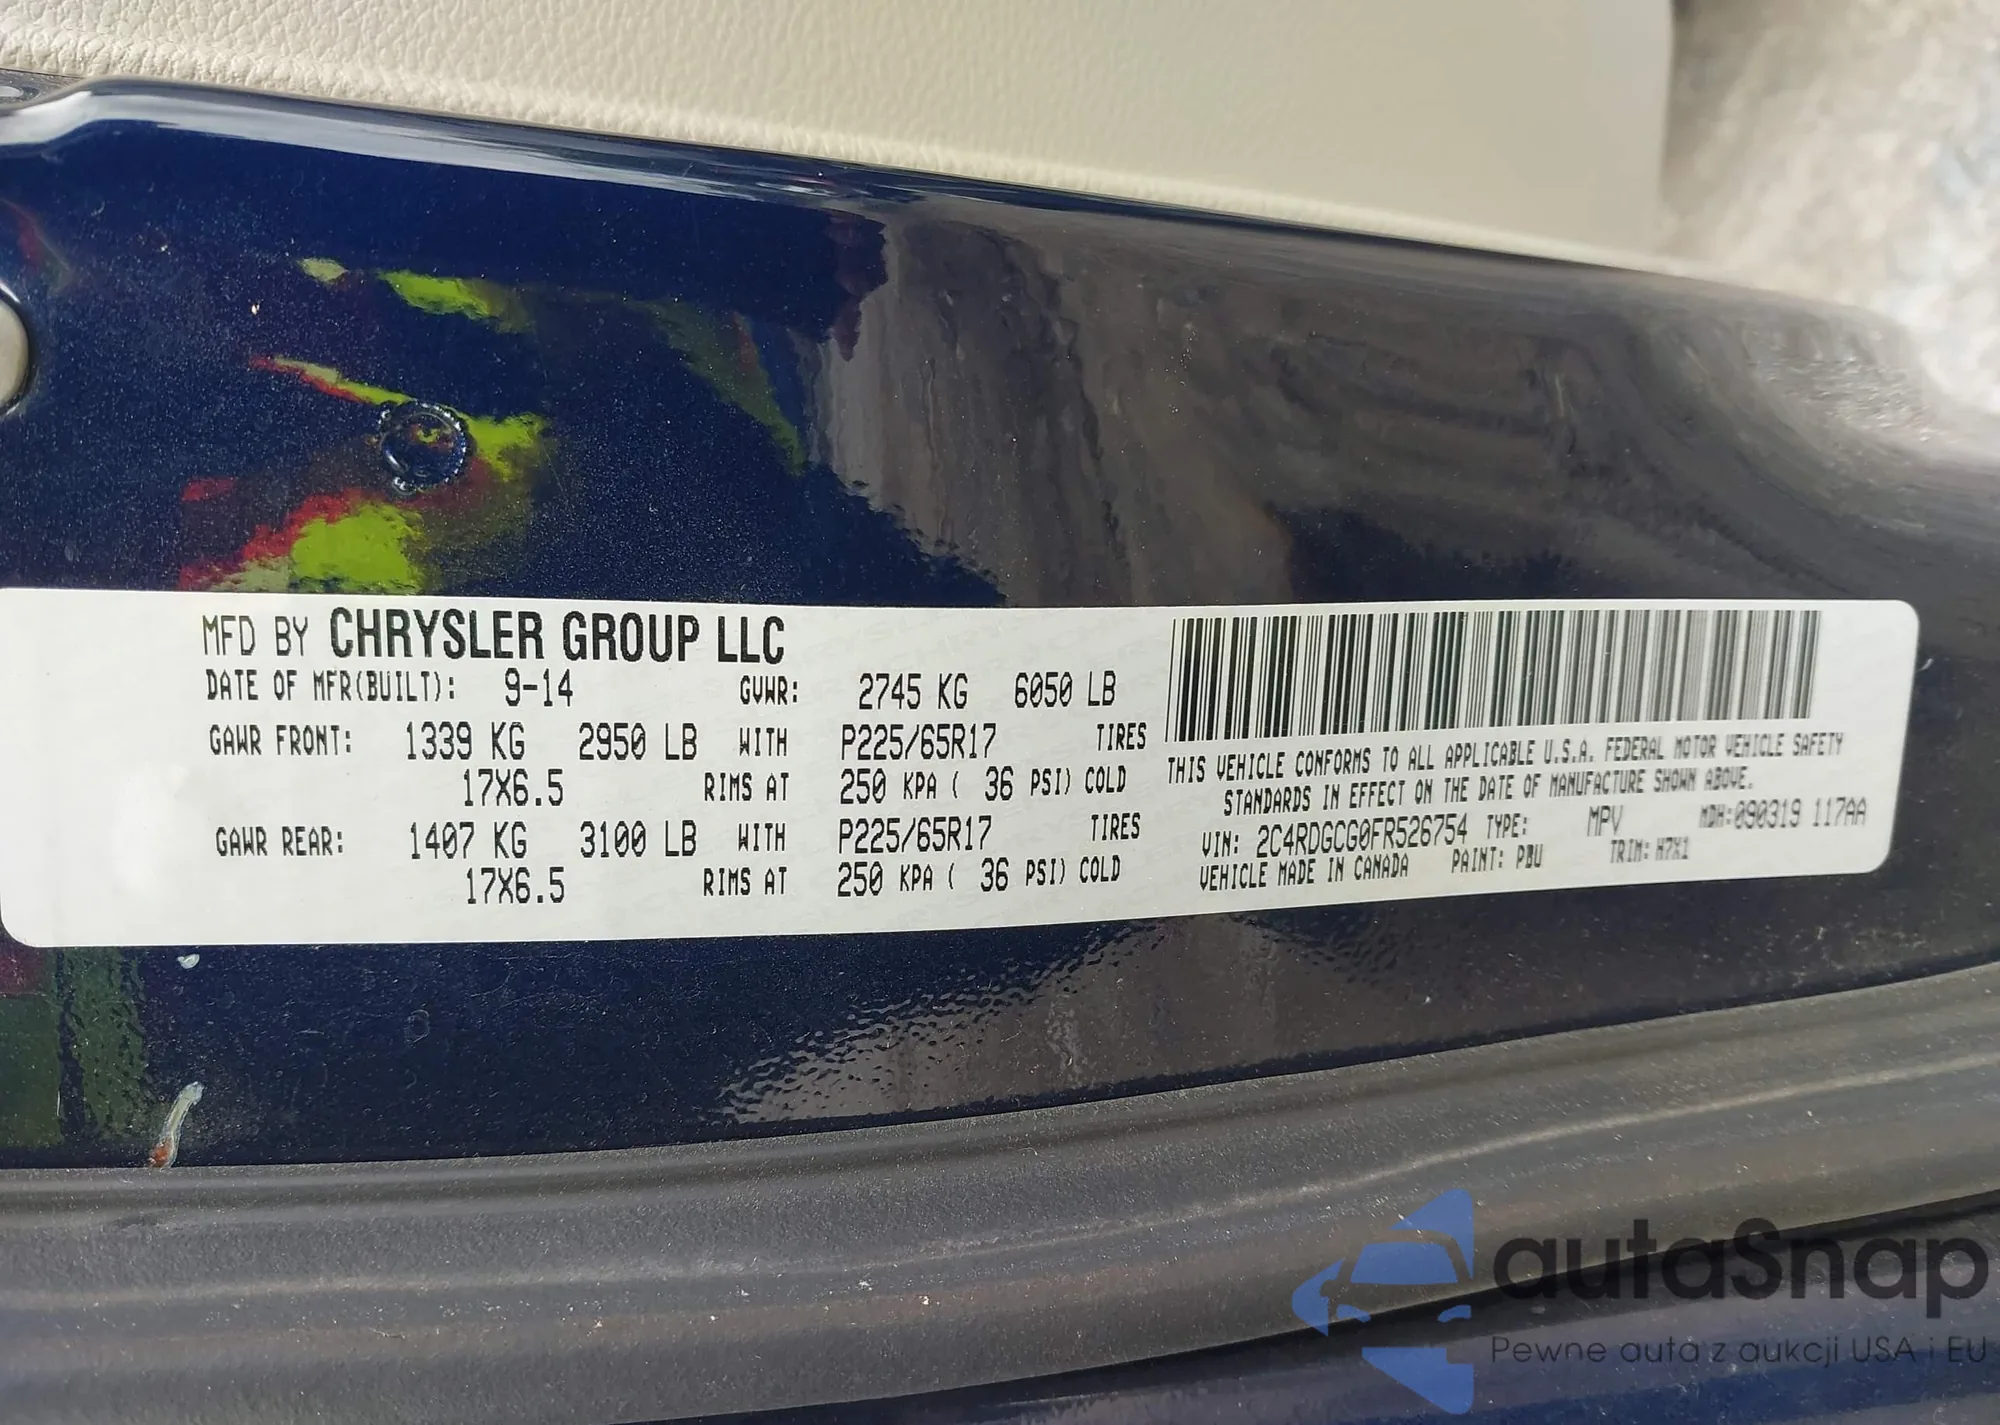 MFD BY CHRYSLER GROUP LLC
DATE OF MFR(BUILT): 9-14 GVWR: 2745 KG 6050 LB
GAWR FRONT: 1339 KG 2950 LB WITH P225/65R17 TIRES
17X6.5 RIMS AT 250 KPA ( 36 PSI) COLD
GAWR REAR: 1407 KG 3100 LB WITH P225/65R17 TIRES
17X6.5 RIMS AT 250 KPA ( 36 PSI) COLD
THIS VEHICLE CONFORMS TO ALL APPLICABLE U.S.A. FEDERAL MOTOR VEHICLE SAFETY
STANDARDS IN EFFECT ON THE DATE OF MANUFACTURE SHOWN ABOVE.
VIN: 2C4RDGCG0FR526754 TYPE: MPV MDH:090319 117AA
VEHICLE MADE IN CANADA PAINT: PBU TRIM:
autaSnap
Pewne auta z aukcji USA i EU